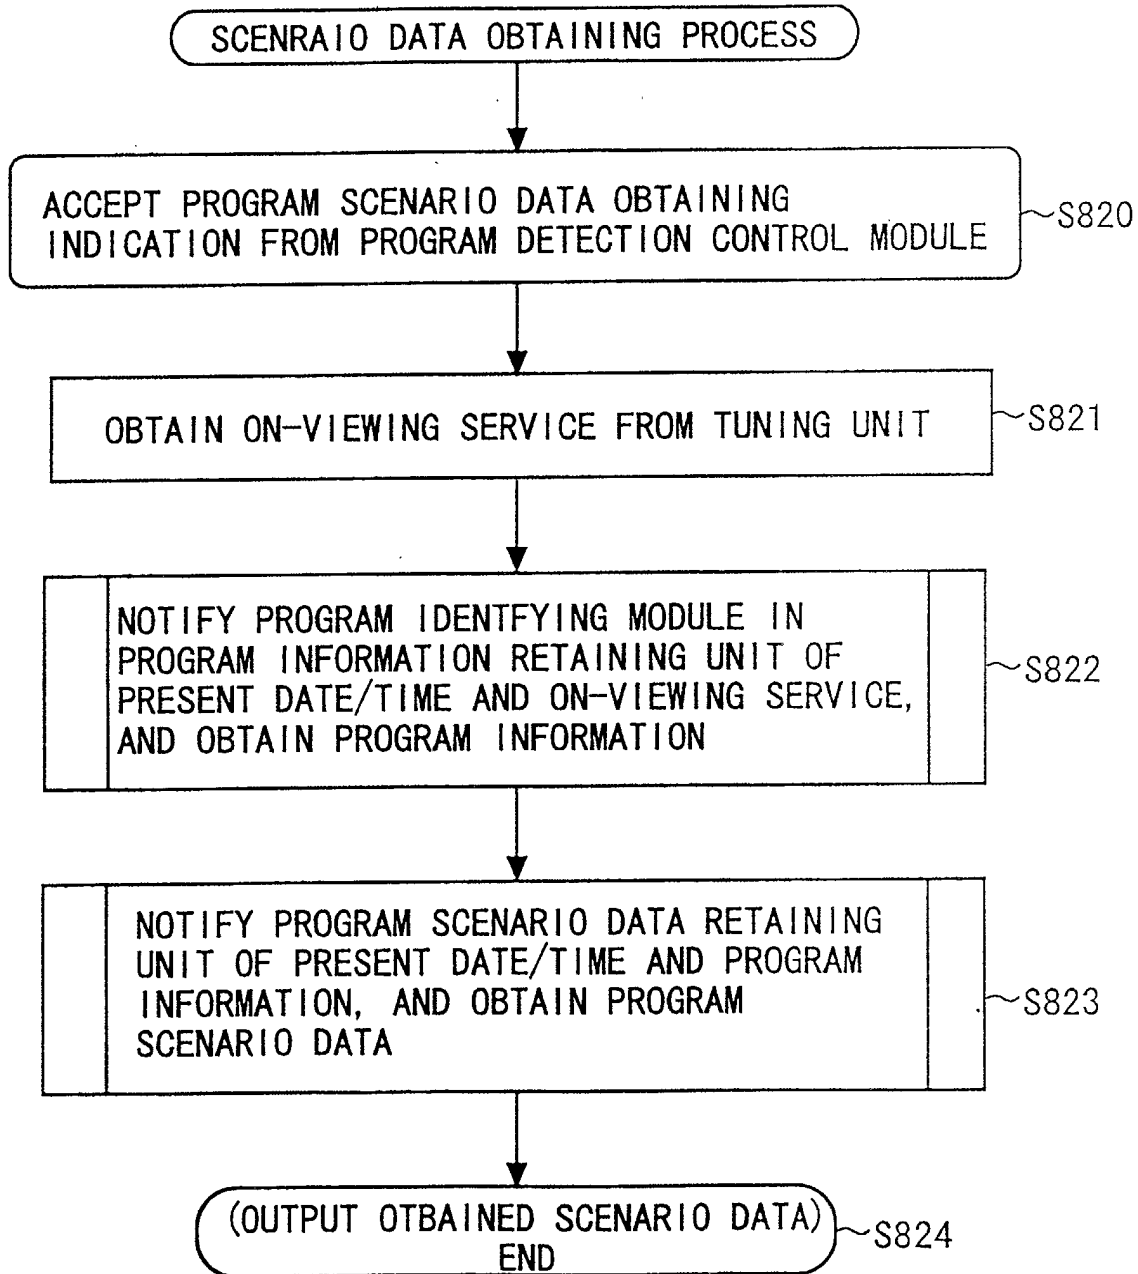 SCENRAIO DATA OBTAINING PROCESS
ACCEPT PROGRAM SCENARIO DATA OBTAINING
INDICATION FROM PROGRAM DETECTION CONTROL MODULE
S820
OBTAIN ON-VIEWING SERVICE FROM TUNING UNIT
S821
NOTIFY PROGRAM IDENTFYING MODULE IN
PROGRAM INFORMATION RETAINING UNIT OF
PRESENT DATE/TIME AND ON-VIEWING SERVICE,
AND OBTAIN PROGRAM INFORMATION
S822
NOTIFY PROGRAM SCENARIO DATA RETAINING
UNIT OF PRESENT DATE/TIME AND PROGRAM
INFORMATION, AND OBTAIN PROGRAM
SCENARIO DATA
S823
(OUTPUT OTBAINED SCENARIO DATA)
END
S824